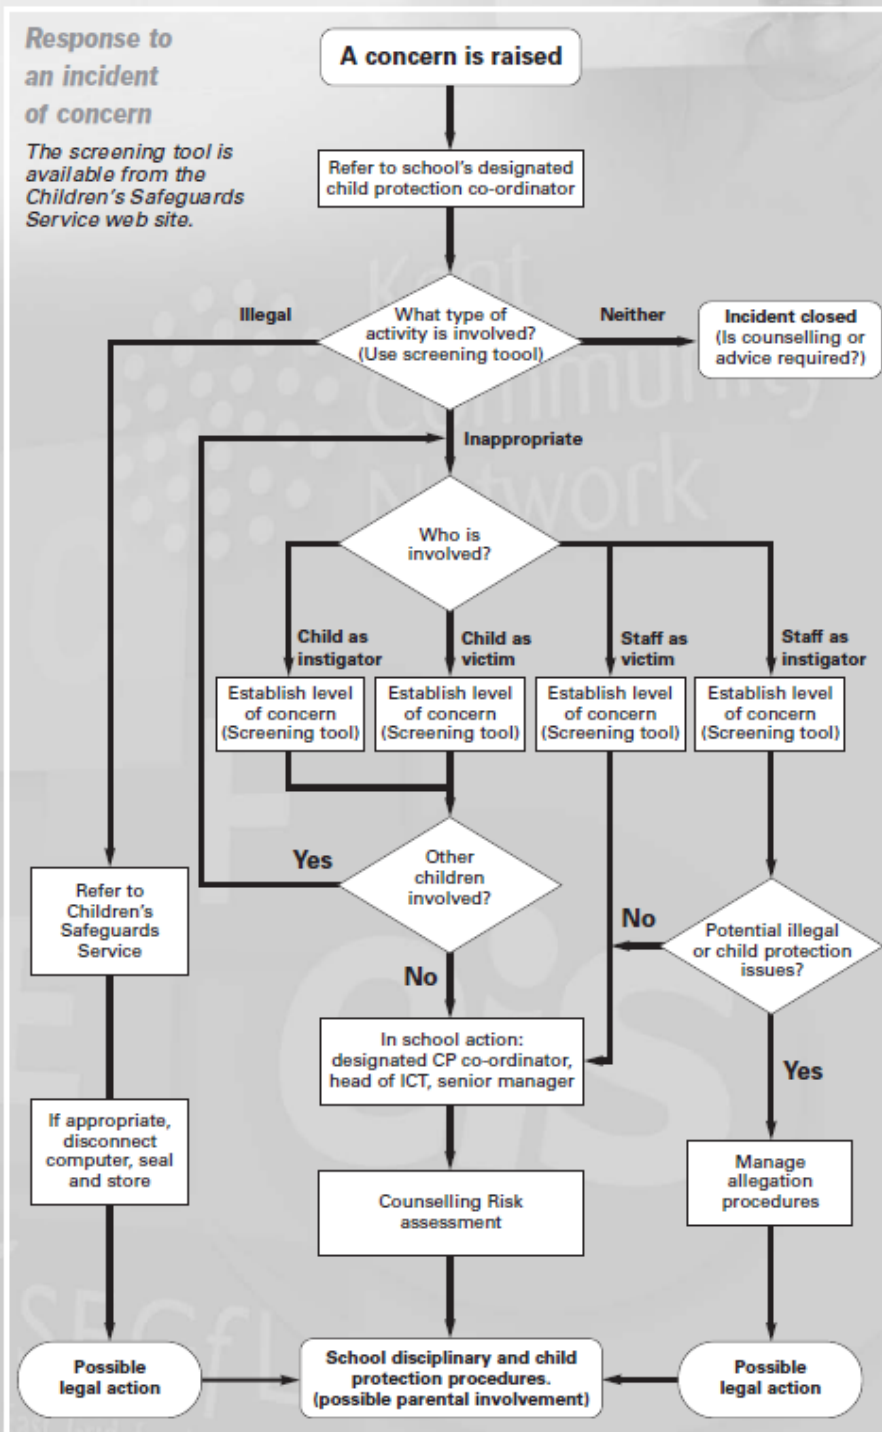 Response to
an incident
of concern
The screening tool is
available from the
Children's Safeguards
Service web site.
A concern is raised
Refer to school's designated
child protection co-ordinator
Illegal
What type of
activity is involved?
(Use screening toool)
Neither
Incident closed
(Is counselling or
advice required?)
Inappropriate
Kent
Community
Network
Who is
involved?
Child as
instigator
Child as
victim
Staff as
victim
Staff as
instigator
Establish level
of concern
(Screening tool)
Establish level
of concern
(Screening tool)
Establish level
of concern
(Screening tool)
Establish level
of concern
(Screening tool)
Yes
Other
children
involved?
Refer to
Children's
Safeguards
Service
No
Potential illegal
or child protection
issues?
No
In school action:
designated CP co-ordinator,
head of ICT, senior manager
Yes
If appropriate,
disconnect
computer, seal
and store
Counselling Risk
assessment
Manage
allegation
procedures
Possible
legal action
School disciplinary and child
protection procedures.
(possible parental involvement)
Possible
legal action